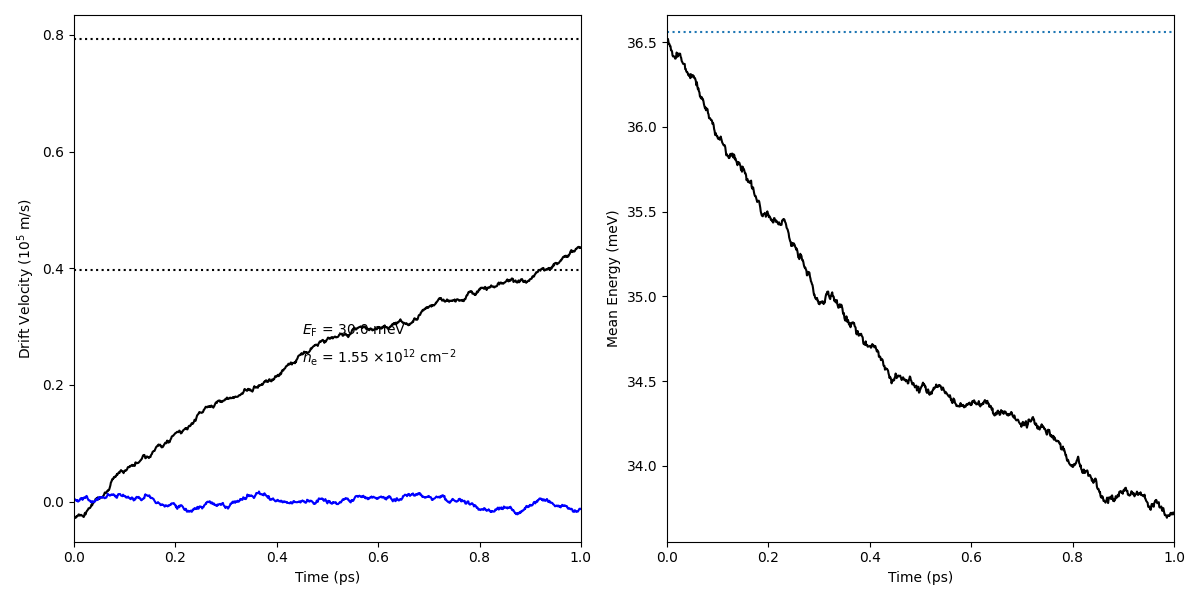 0.8
0.6
0.4
0.2
0.0
Drift Velocity (10⁵ m/s)
E_F = 30.0 meV
n_e = 1.55 ×10¹² cm⁻²
0.0 0.2 0.4 0.6 0.8 1.0
Time (ps)
36.5
36.0
35.5
35.0
34.5
34.0
Mean Energy (meV)
0.0 0.2 0.4 0.6 0.8 1.0
Time (ps)